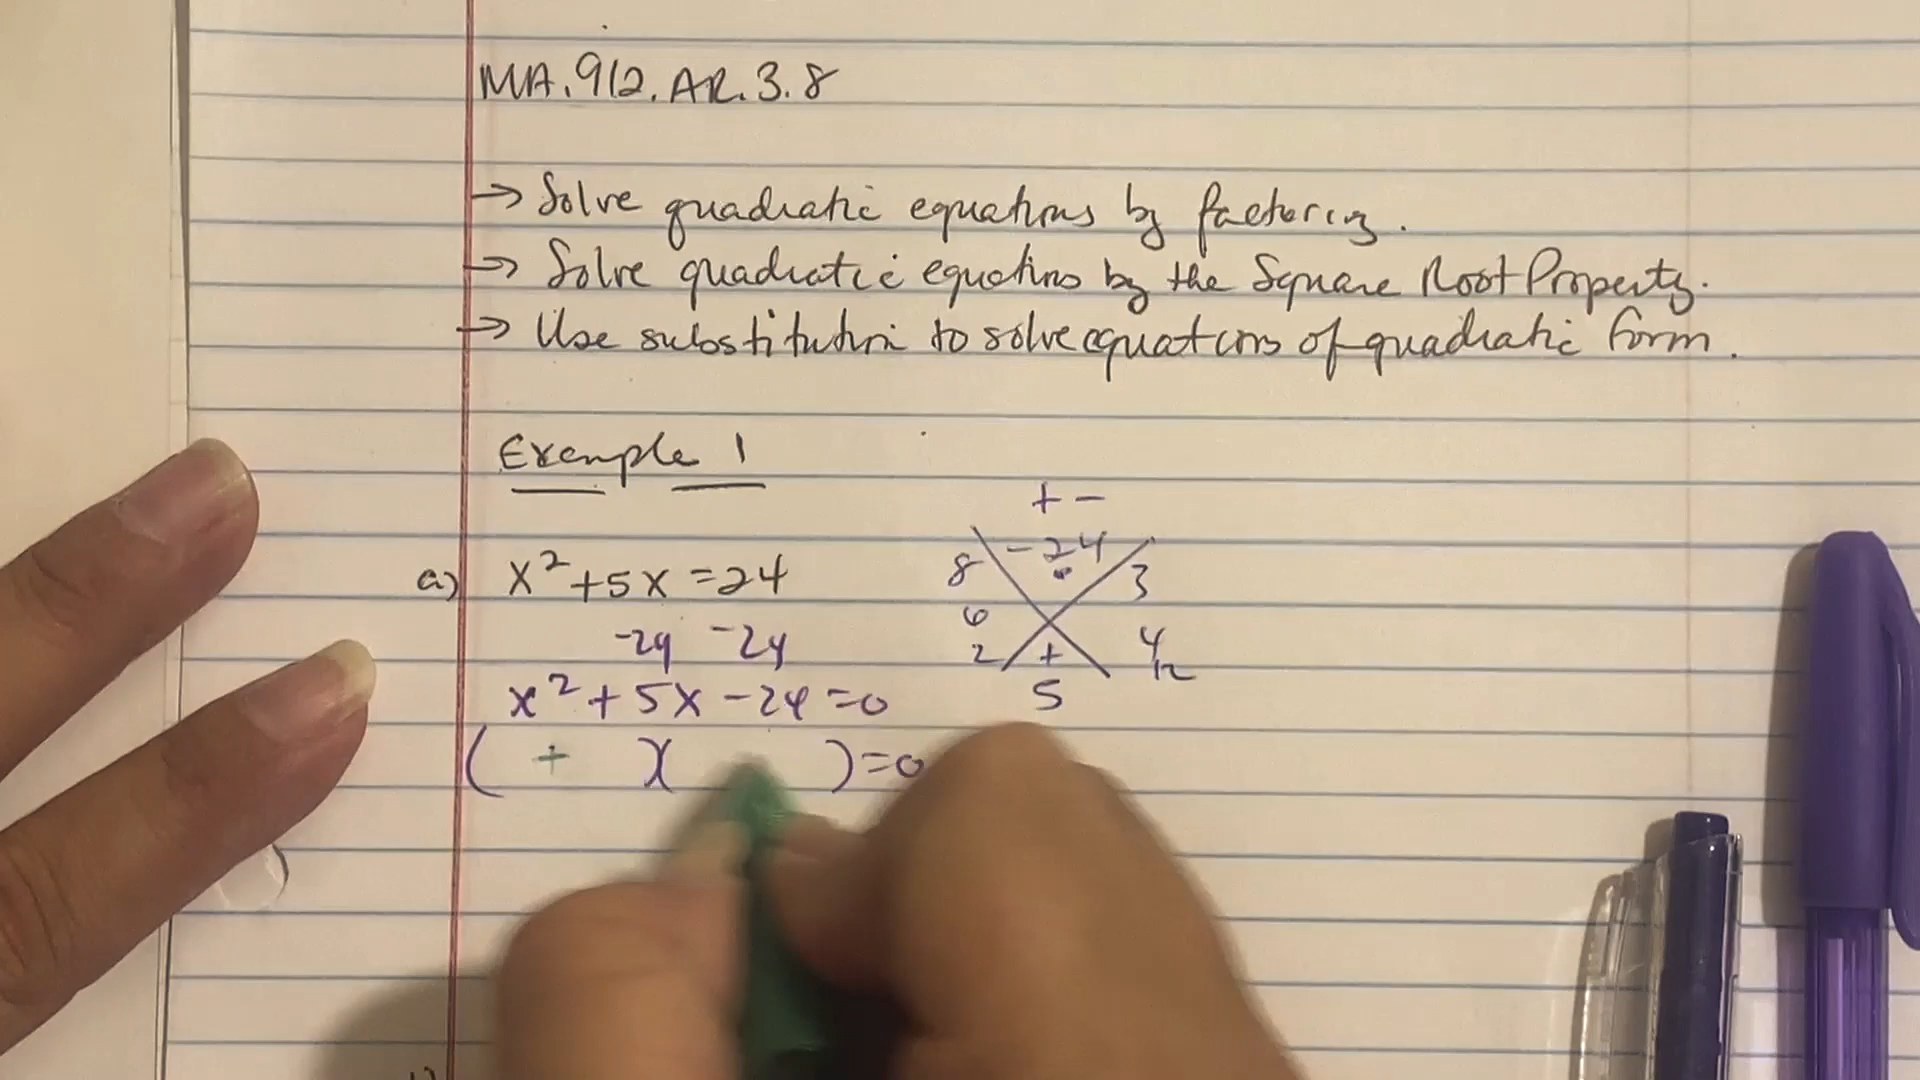 MA.912.AR.3.8
→ Solve quadratic equations by factoring.
→ Solve quadratic equations by the Square Root Property.
→ Use substitution to solve equations of quadratic form.
Example 1
a) x²+5x=24
-24 -24
x²+5x-24=0
( + )( )=0
+ -
-24
8 3
6 4
2 + 12
5